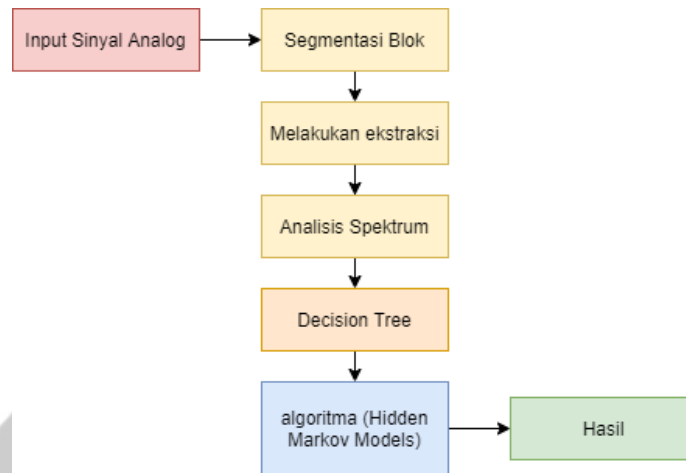 Input Sinyal Analog
Segmentasi Blok
Melakukan ekstraksi
Analisis Spektrum
Decision Tree
algoritma (Hidden
Markov Models)
Hasil